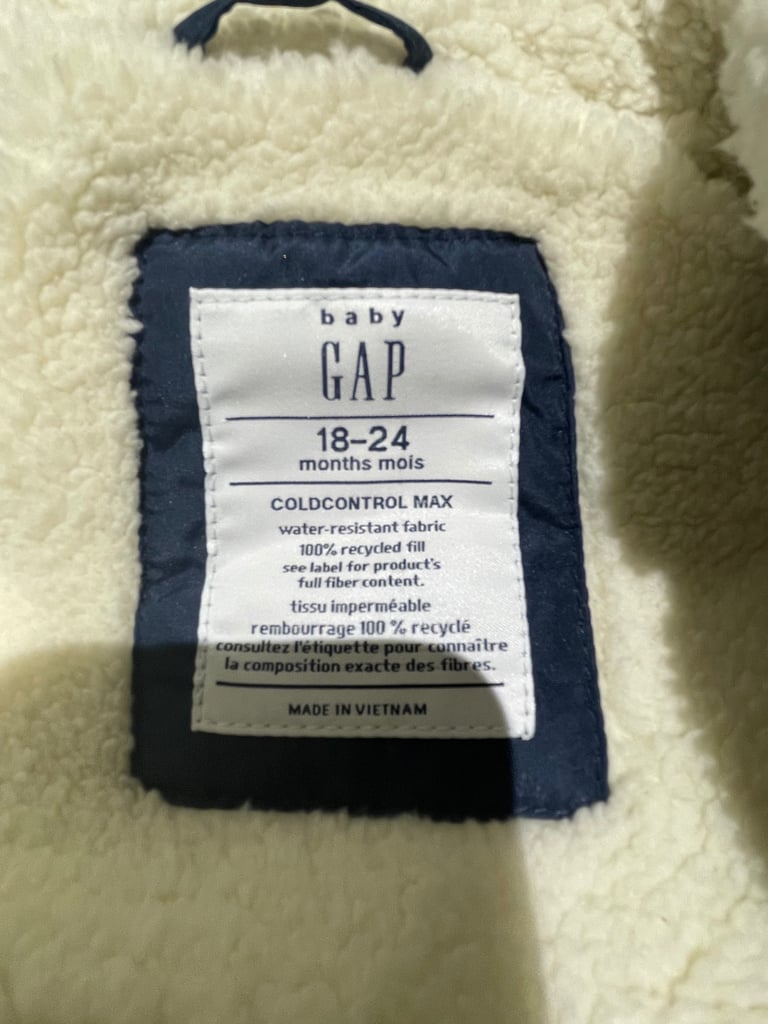 baby
GAP
18–24
months mois
COLDCONTROL MAX
water-resistant fabric
100% recycled fill
see label for product's
full fiber content.
tissu imperméable
rembourrage 100 % recyclé
consultez l'étiquette pour connaître
la composition exacte des fibres.
MADE IN VIETNAM